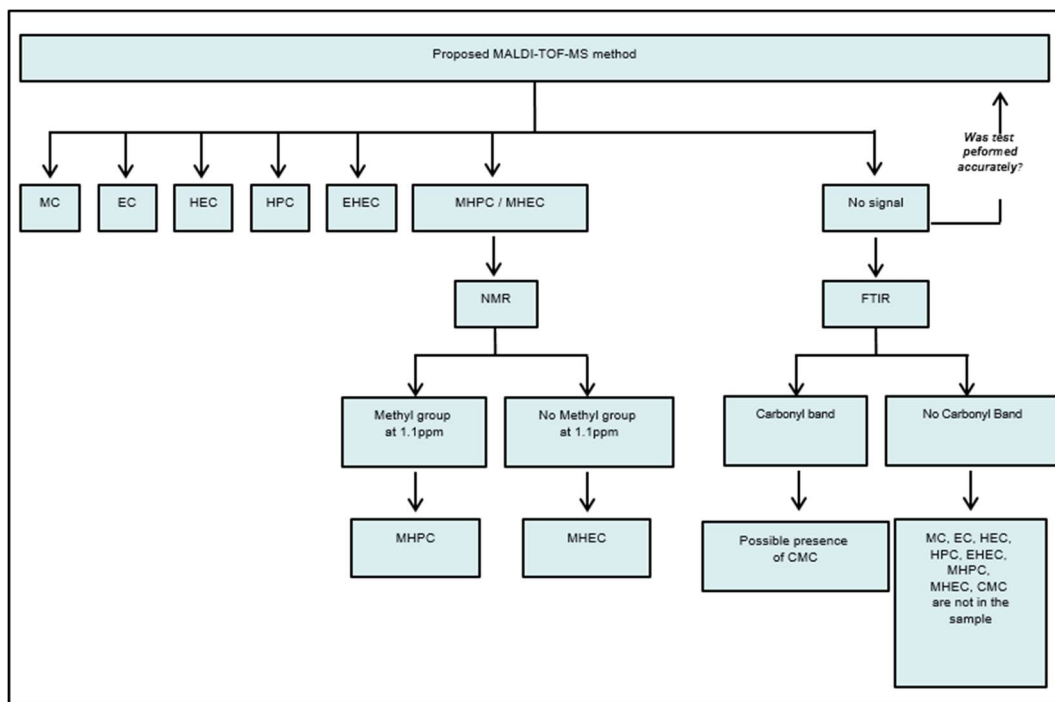 Proposed MALDI-TOF-MS method
Was test
peformed
accurately?
MC
EC
HEC
HPC
EHEC
MHPC / MHEC
No signal
NMR
FTIR
Methyl group
at 1.1ppm
No Methyl group
at 1.1ppm
Carbonyl band
No Carbonyl Band
MHPC
MHEC
Possible presence
of CMC
MC, EC, HEC,
HPC, EHEC,
MHPC,
MHEC, CMC
are not in the
sample